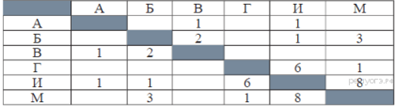 А Б В Г И М
А 1 1
Б 2 1 3
В 1 2
Г 6 1
И 1 1 6 8
М 3 1 8